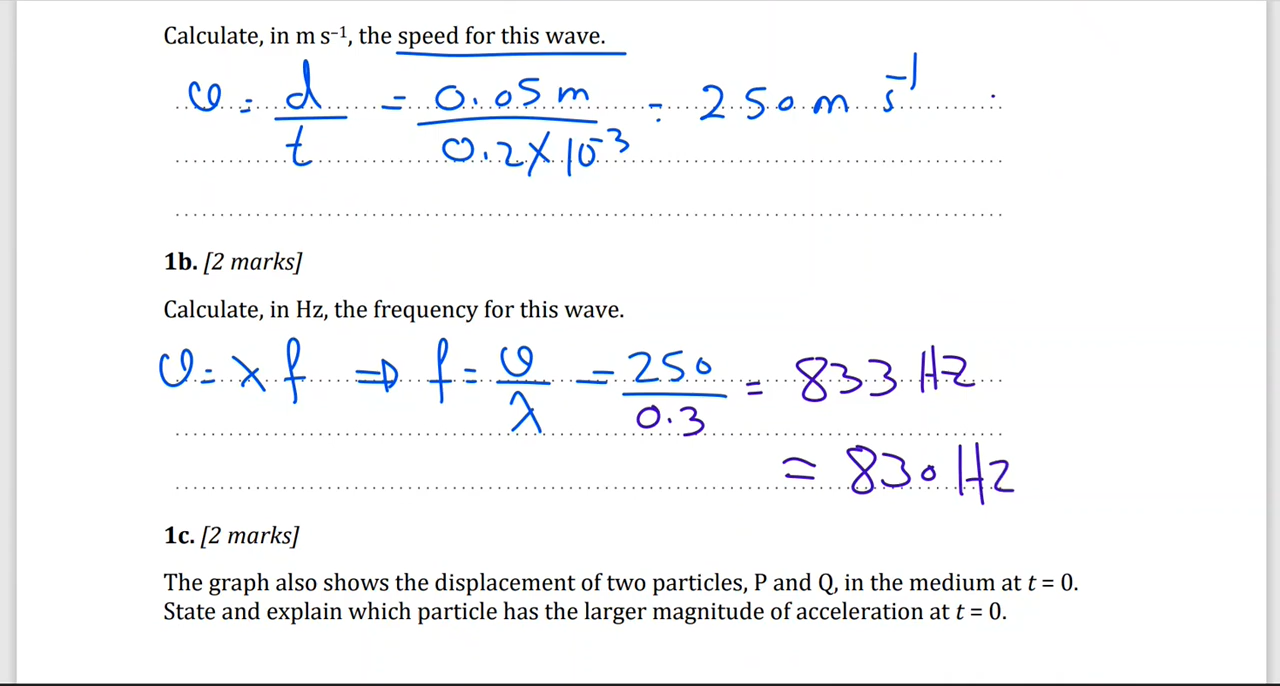 Calculate, in m s⁻¹, the speed for this wave.
v = d/t = 0.05 m / 0.2 × 10⁻³ = 250 m s⁻¹
1b. [2 marks]
Calculate, in Hz, the frequency for this wave.
v = λ f ⇒ f = v/λ = 250/0.3 = 833 Hz
= 830 Hz
1c. [2 marks]
The graph also shows the displacement of two particles, P and Q, in the medium at t = 0.
State and explain which particle has the larger magnitude of acceleration at t = 0.